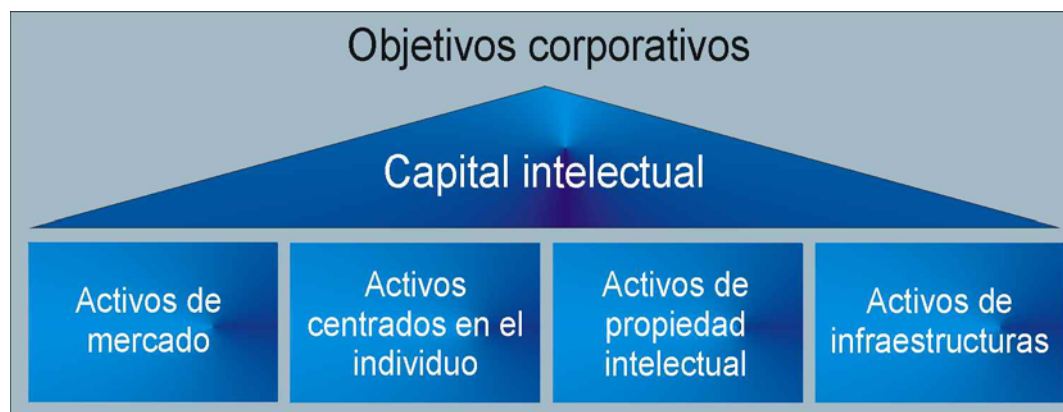 Objetivos corporativos
Capital intelectual
Activos de
mercado
Activos
centrados en el
individuo
Activos de
propiedad
intelectual
Activos de
infraestructuras